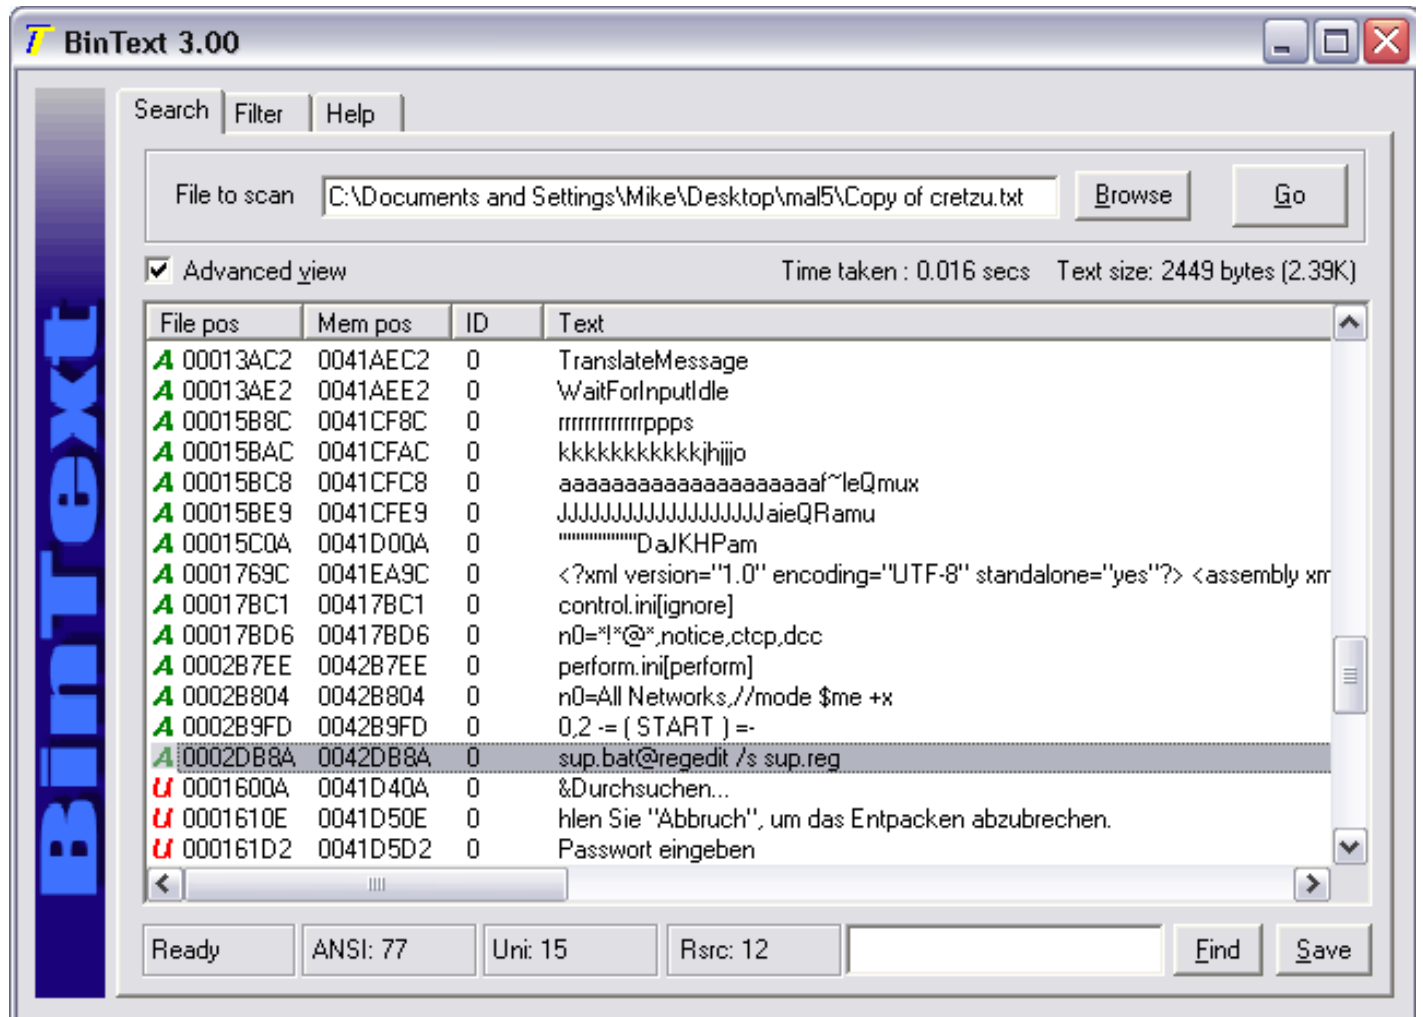 BinText 3.00
Search Filter Help
File to scan C:\Documents and Settings\Mike\Desktop\mal5\Copy of cretzu.txt Browse Go
Advanced view Time taken : 0.016 secs Text size: 2449 bytes (2.39K)
File pos Mem pos ID Text
A 00013AC2 0041AEC2 0 TranslateMessage
A 00013AE2 0041AEE2 0 WaitForInputIdle
A 00015B8C 0041CF8C 0 rrrrrrrrrrrrrppps
A 00015BAC 0041CFAC 0 kkkkkkkkkkkjhjjjo
A 00015BC8 0041CFC8 0 aaaaaaaaaaaaaaaaaaaaf~leQmux
A 00015BE9 0041CFE9 0 JJJJJJJJJJJJJJJJJJJJaieQRamu
A 00015C0A 0041D00A 0 """"""""""DaJKHPam
A 0001769C 0041EA9C 0 <?xml version="1.0" encoding="UTF-8" standalone="yes"?> <assembly xm
A 00017BC1 00417BC1 0 control.ini[ignore]
A 00017BD6 00417BD6 0 n0=*!*@*,notice,ctcp,dcc
A 0002B7EE 0042B7EE 0 perform.ini[perform]
A 0002B804 0042B804 0 n0=All Networks,//mode $me +x
A 0002B9FD 0042B9FD 0 0,2 -= ( START ) =-
A 0002DB8A 0042DB8A 0 sup.bat@regedit /s sup.reg
U 0001600A 0041D40A 0 &Durchsuchen...
U 0001610E 0041D50E 0 hlen Sie "Abbruch", um das Entpacken abzubrechen.
U 000161D2 0041D5D2 0 Passwort eingeben
Ready ANSI: 77 Uni: 15 Rsrc: 12 Find Save
BinText